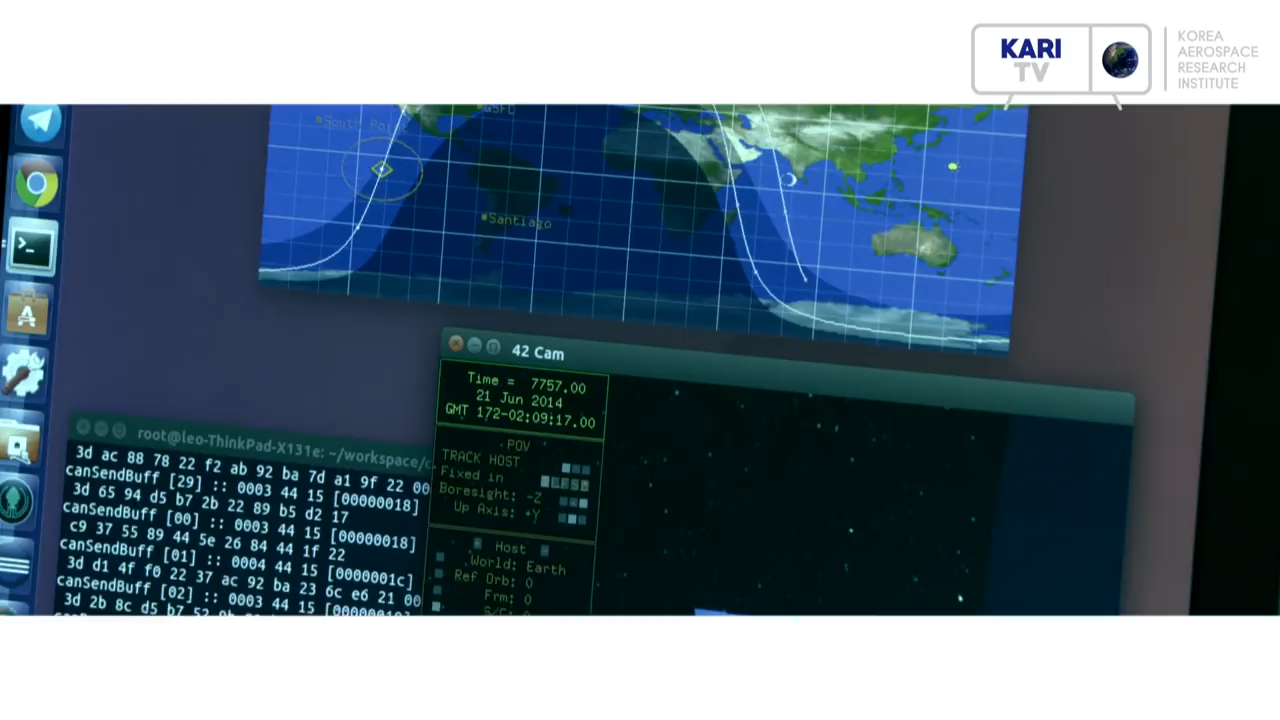 KARI
TV
KOREA
AEROSPACE
RESEARCH
INSTITUTE
GSFC
South Point
Santiago
42 Cam
Time = 7757.00
21 Jun 2014
GMT 172-02:09:17.00
POV
TRACK HOST
Fixed in
Boresight: -Z
Up Axis: +Y
Host
World: Earth
Ref Orb: 0
Frm: 0
root@leo-ThinkPad-X131e: ~/workspace/
3d ac 88 78 22 f2 ab 92 ba 7d a1 9f 22 00
canSendBuff [29] :: 0003 44 15 [00000018]
3d 65 94 d5 b7 2b 22 89 b5 d2 17
canSendBuff [00] :: 0003 44 15 [00000018]
c9 37 55 89 44 5e 26 84 44 1f 22
canSendBuff [01] :: 0004 44 15 [0000001c]
3d d1 4f f0 22 37 ac 92 ba 23 6c e6 21 00
canSendBuff [02] :: 0003 44 15
3d 2b 8c d5 b7